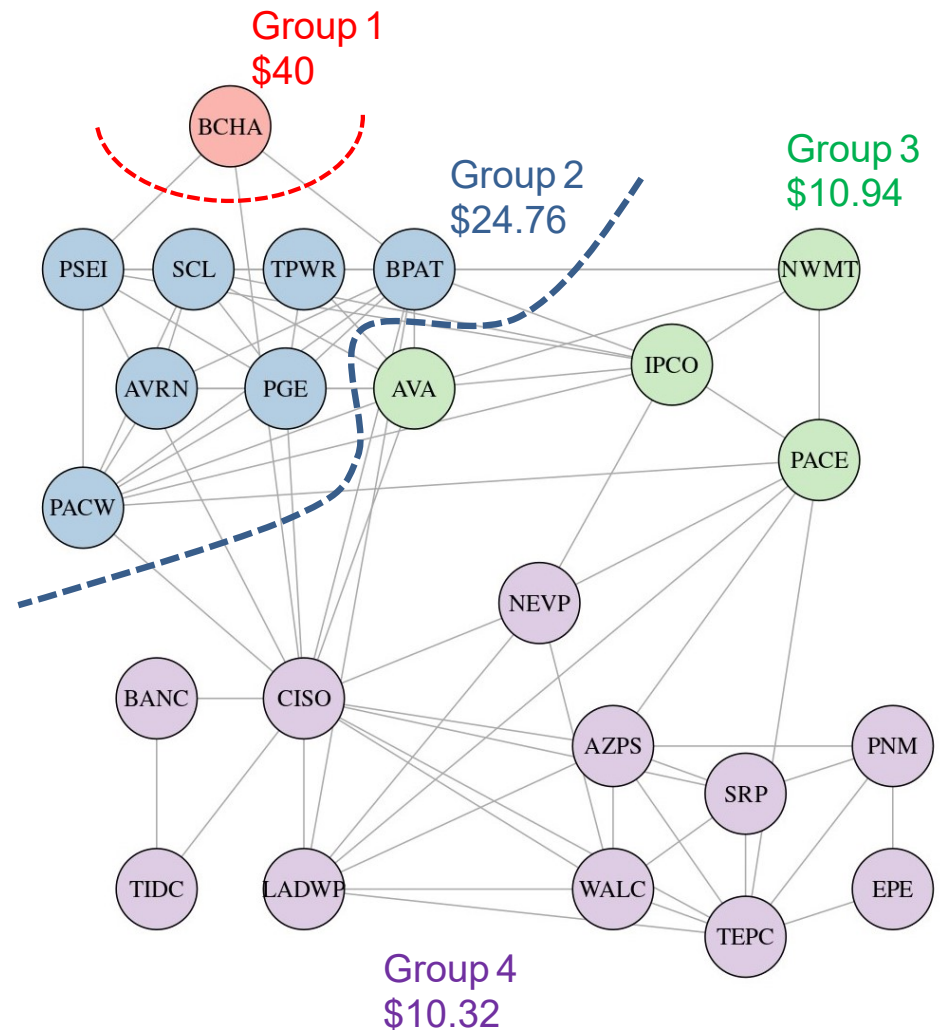 Group 1
$40
BCHA
Group 2
$24.76
Group 3
$10.94
PSEI
SCL
TPWR
BPAT
NWMT
IPCO
AVRN
PGE
AVA
PACE
PACW
NEVP
BANC
CISO
AZPS
PNM
SRP
TIDC
LADWP
WALC
EPE
TEPC
Group 4
$10.32